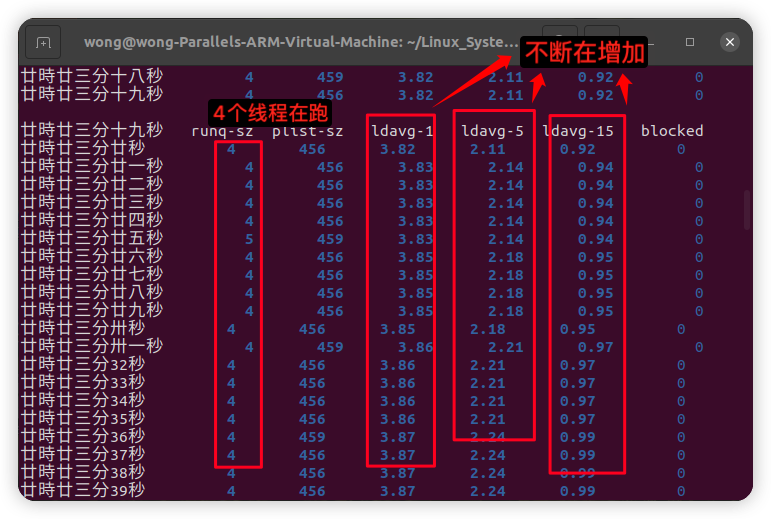 wong@wong-Parallels-ARM-Virtual-Machine: ~/Linux_Syste...
不断在增加
廿時廿三分十八秒 4 459 3.82 2.11 0.92 0
廿時廿三分十九秒 4 456 3.82 2.11 0.92 0
4个线程在跑
廿時廿三分十九秒 runq-sz plist-sz ldavg-1 ldavg-5 ldavg-15 blocked
廿時廿三分廿秒 4 456 3.82 2.11 0.92 0
廿時廿三分廿一秒 4 456 3.83 2.14 0.94 0
廿時廿三分廿二秒 4 456 3.83 2.14 0.94 0
廿時廿三分廿三秒 4 456 3.83 2.14 0.94 0
廿時廿三分廿四秒 4 456 3.83 2.14 0.94 0
廿時廿三分廿五秒 5 459 3.83 2.14 0.94 0
廿時廿三分廿六秒 4 456 3.85 2.18 0.95 0
廿時廿三分廿七秒 4 456 3.85 2.18 0.95 0
廿時廿三分廿八秒 4 456 3.85 2.18 0.95 0
廿時廿三分廿九秒 4 456 3.85 2.18 0.95 0
廿時廿三分卅秒 4 456 3.85 2.18 0.95 0
廿時廿三分卅一秒 4 459 3.86 2.21 0.97 0
廿時廿三分32秒 4 456 3.86 2.21 0.97 0
廿時廿三分33秒 4 456 3.86 2.21 0.97 0
廿時廿三分34秒 4 456 3.86 2.21 0.97 0
廿時廿三分35秒 4 456 3.86 2.21 0.97 0
廿時廿三分36秒 4 459 3.87 2.24 0.99 0
廿時廿三分37秒 4 456 3.87 2.24 0.99 0
廿時廿三分38秒 4 456 3.87 2.24 0.99 0
廿時廿三分39秒 4 456 3.87 2.24 0.99 0